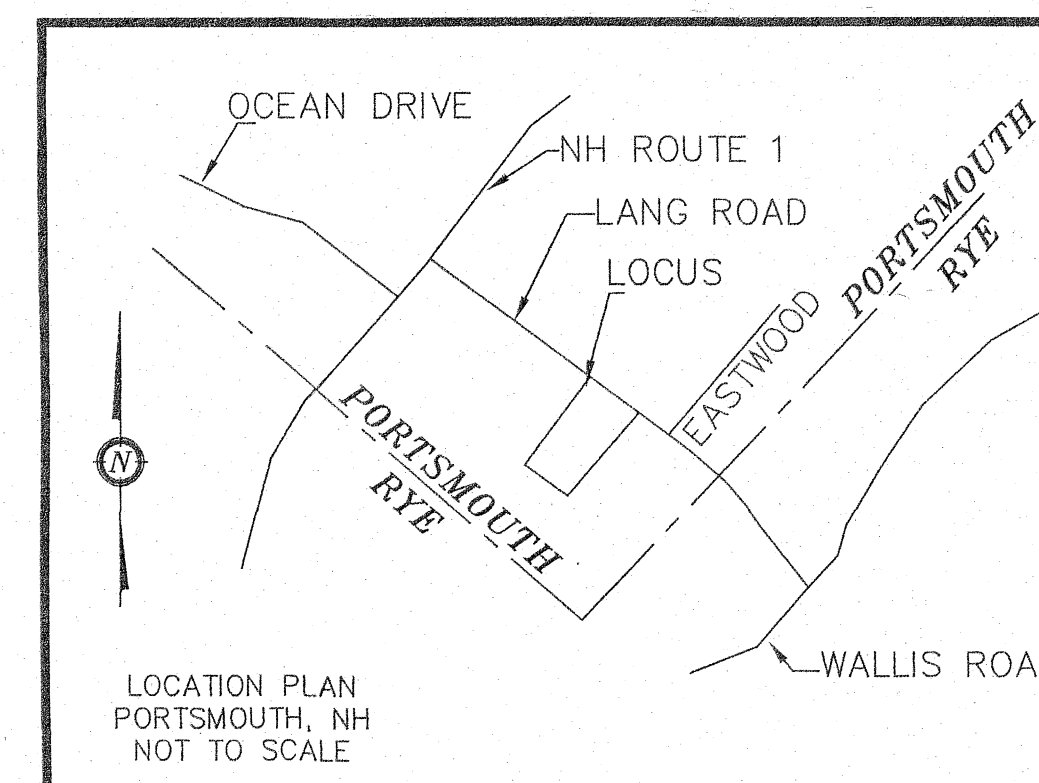 OCEAN DRIVE
NH ROUTE 1
LANG ROAD
LOCUS
EASTWOOD
PORTSMOUTH
RYE
PORTSMOUTH
RYE
N
WALLIS ROA
LOCATION PLAN
PORTSMOUTH, NH
NOT TO SCALE